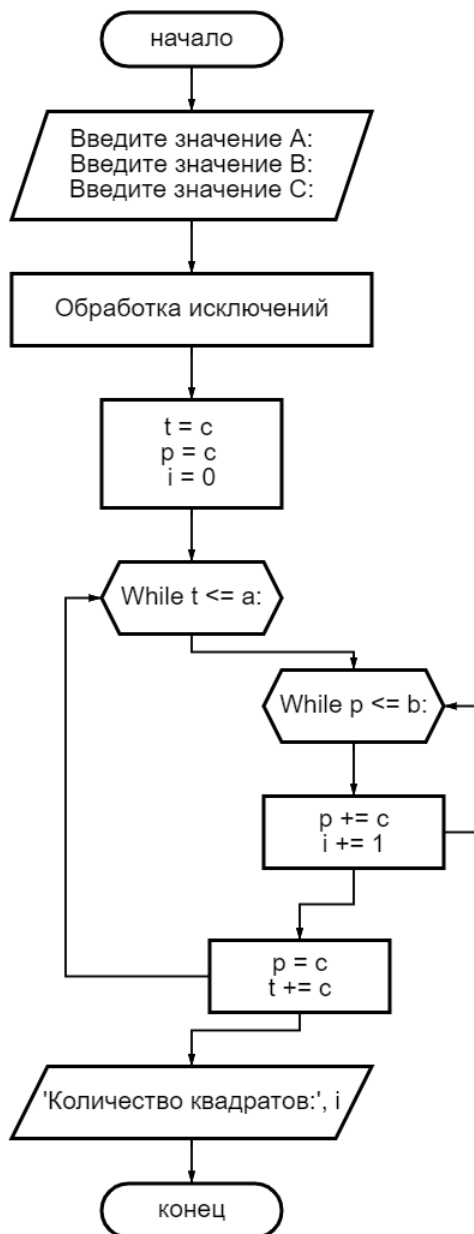 начало
Введите значение A:
Введите значение B:
Введите значение C:
Обработка исключений
t = c
p = c
i = 0
While t <= a:
While p <= b:
p += c
i += 1
p = c
t += c
'Количество квадратов:', i
конец